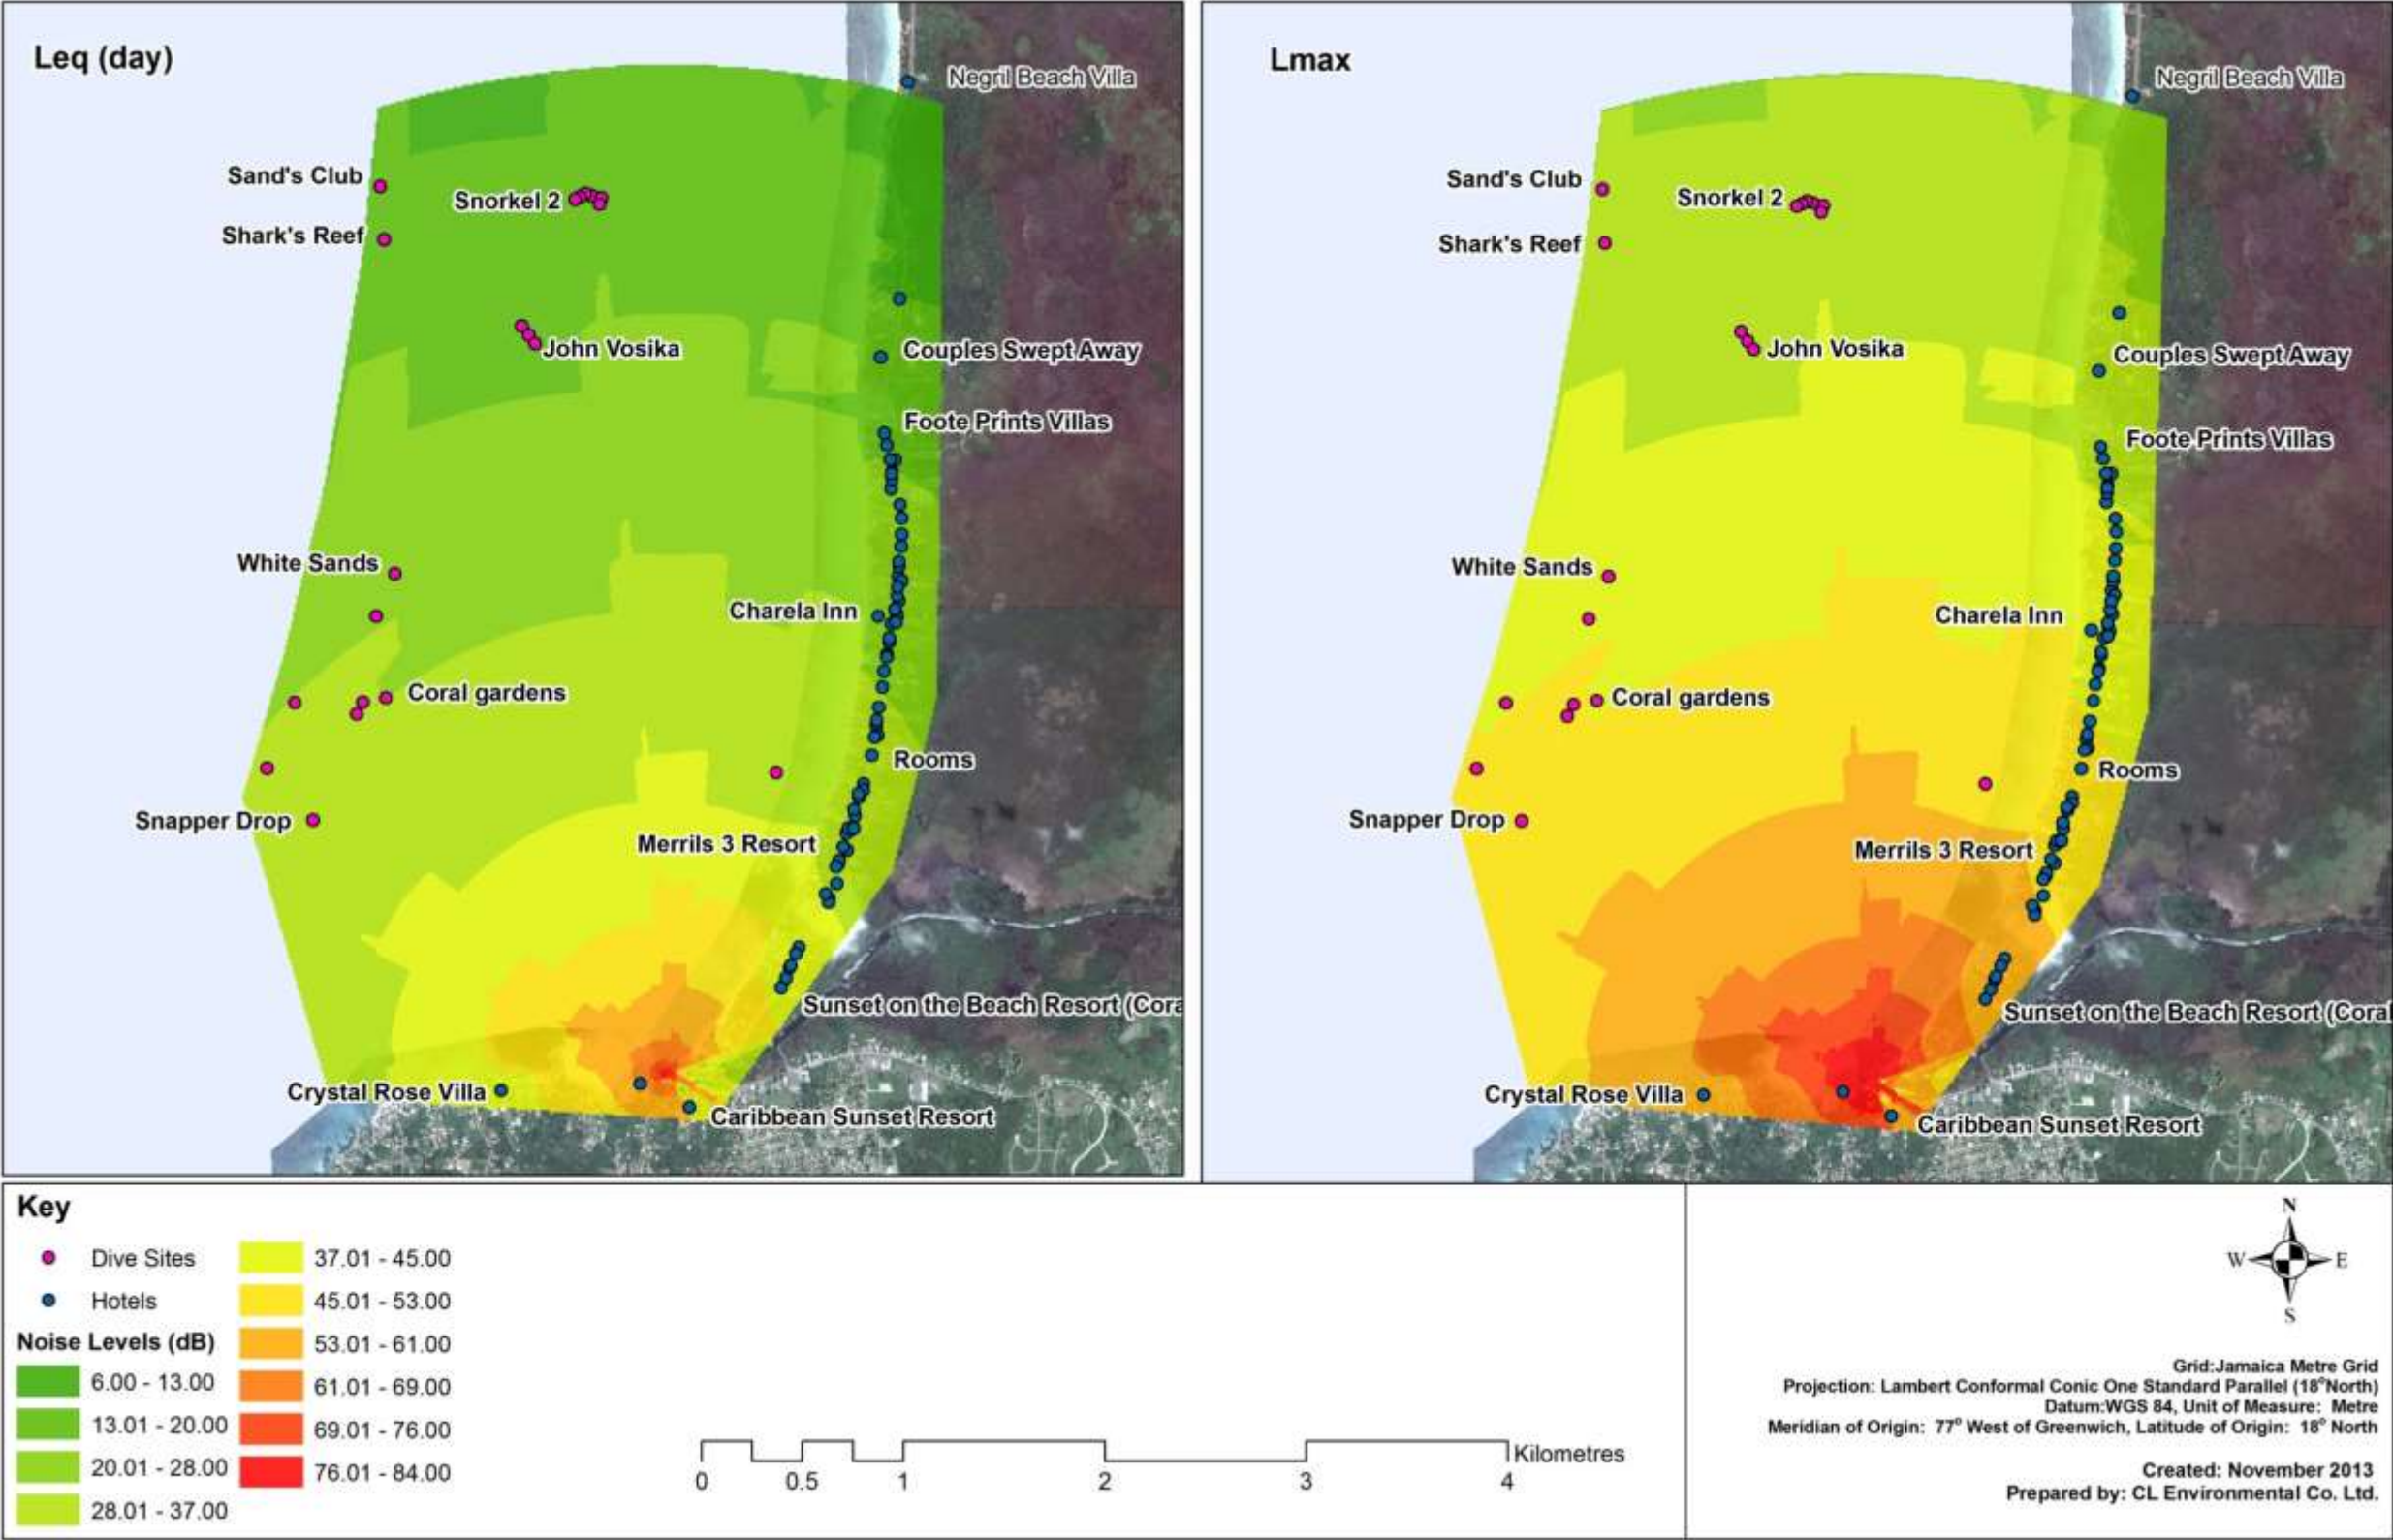 Leq (day)
Negril Beach Villa
Sand's Club
Snorkel 2
Shark's Reef
John Vosika
Couples Swept Away
Foote Prints Villas
White Sands
Charela Inn
Coral gardens
Rooms
Snapper Drop
Merrils 3 Resort
Sunset on the Beach Resort (Cora
Crystal Rose Villa
Caribbean Sunset Resort
Lmax
Negril Beach Villa
Sand's Club
Snorkel 2
Shark's Reef
John Vosika
Couples Swept Away
Foote Prints Villas
White Sands
Charela Inn
Coral gardens
Rooms
Snapper Drop
Merrils 3 Resort
Sunset on the Beach Resort (Coral
Crystal Rose Villa
Caribbean Sunset Resort
Key
Dive Sites
Hotels
Noise Levels (dB)
6.00 - 13.00
13.01 - 20.00
20.01 - 28.00
28.01 - 37.00
37.01 - 45.00
45.01 - 53.00
53.01 - 61.00
61.01 - 69.00
69.01 - 76.00
76.01 - 84.00
Kilometres
0 0.5 1 2 3 4
N
W E
S
Grid:Jamaica Metre Grid
Projection: Lambert Conformal Conic One Standard Parallel (18°North)
Datum:WGS 84, Unit of Measure: Metre
Meridian of Origin: 77° West of Greenwich, Latitude of Origin: 18° North
Created: November 2013
Prepared by: CL Environmental Co. Ltd.